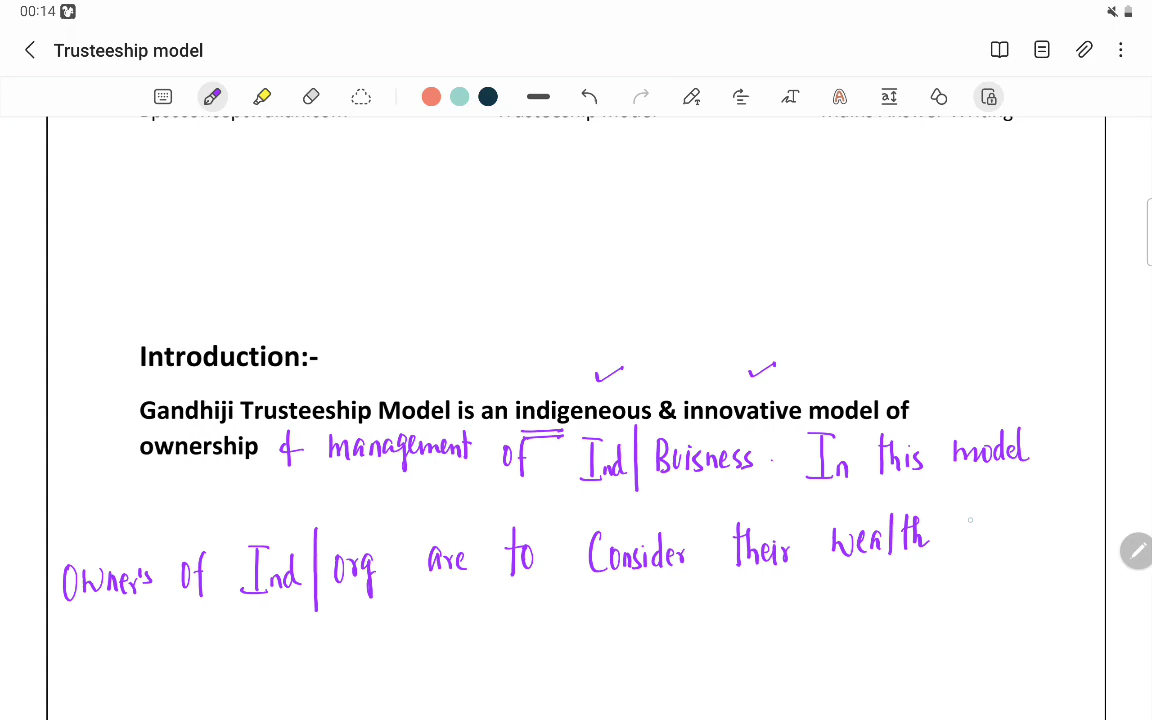 00:14
Trusteeship model
Introduction:-
Gandhiji Trusteeship Model is an indigeneous & innovative model of
ownership & management of Ind| Buisness. In this model
Owner's of Ind| org are to Consider their wealth